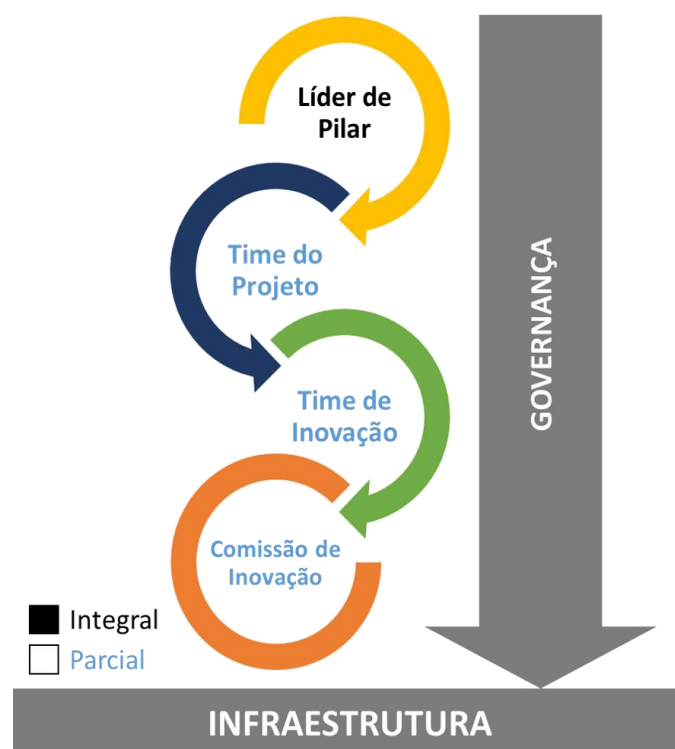 Líder de
Pilar
Time do
Projeto
Time de
Inovação
Comissão de
Inovação
GOVERNANÇA
Integral
Parcial
INFRAESTRUTURA